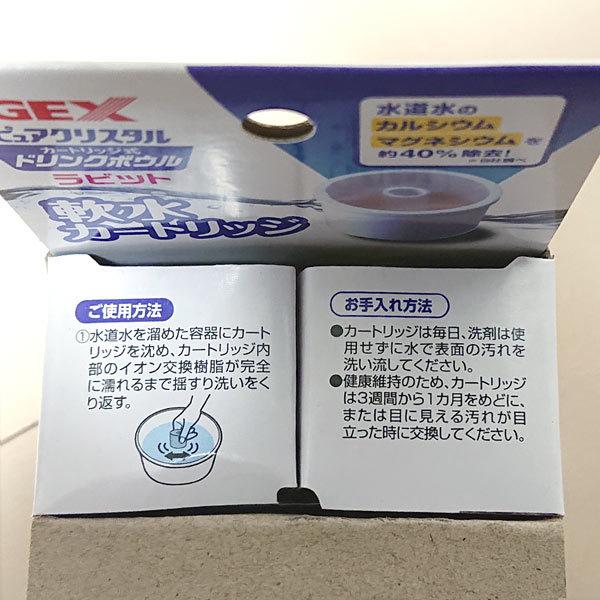 GEX
ピュアクリスタル
カートリッジ式
ドリンクボウル
ラビット
軟水
カートリッジ
水道水の
カルシウム
マグネシウムを
約40%除去!
※自社調べ
ご使用方法
①水道水を溜めた容器にカート
リッジを沈め、カートリッジ内
部のイオン交換樹脂が完全
に濡れるまで揺すり洗いをく
り返す。
お手入れ方法
●カートリッジは毎日、洗剤は使
用せずに水で表面の汚れを
洗い流してください。
●健康維持のため、カートリッジ
は3週間から1カ月をめどに、
または目に見える汚れが目
立った時に交換してください。